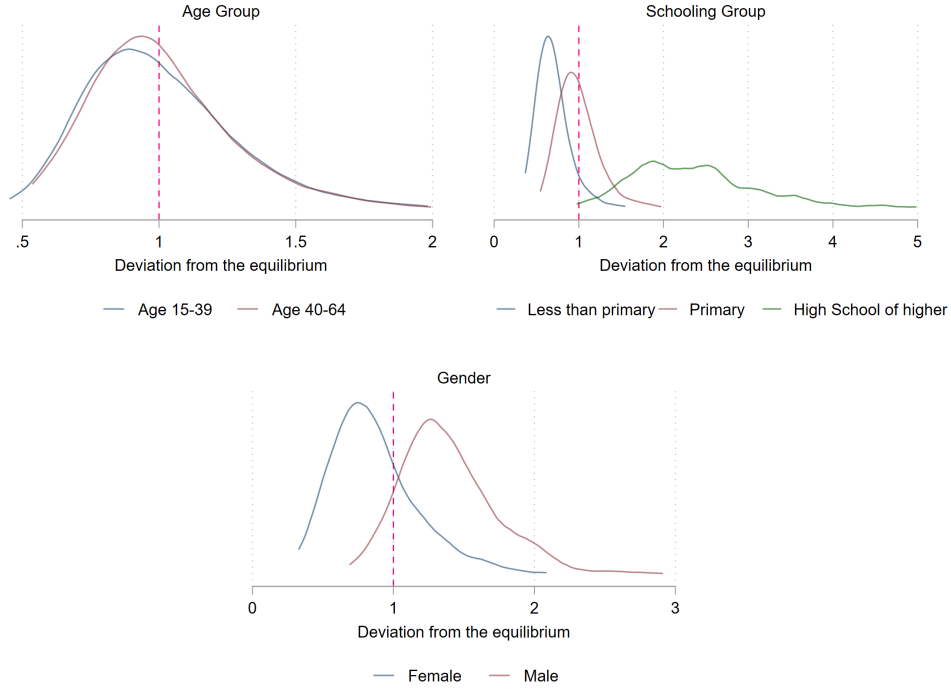 Age Group
Schooling Group
.5 1 1.5 2
0 1 2 3 4 5
Deviation from the equilibrium
Deviation from the equilibrium
Age 15-39 Age 40-64
Less than primary Primary High School of higher
Gender
0 1 2 3
Deviation from the equilibrium
Female Male